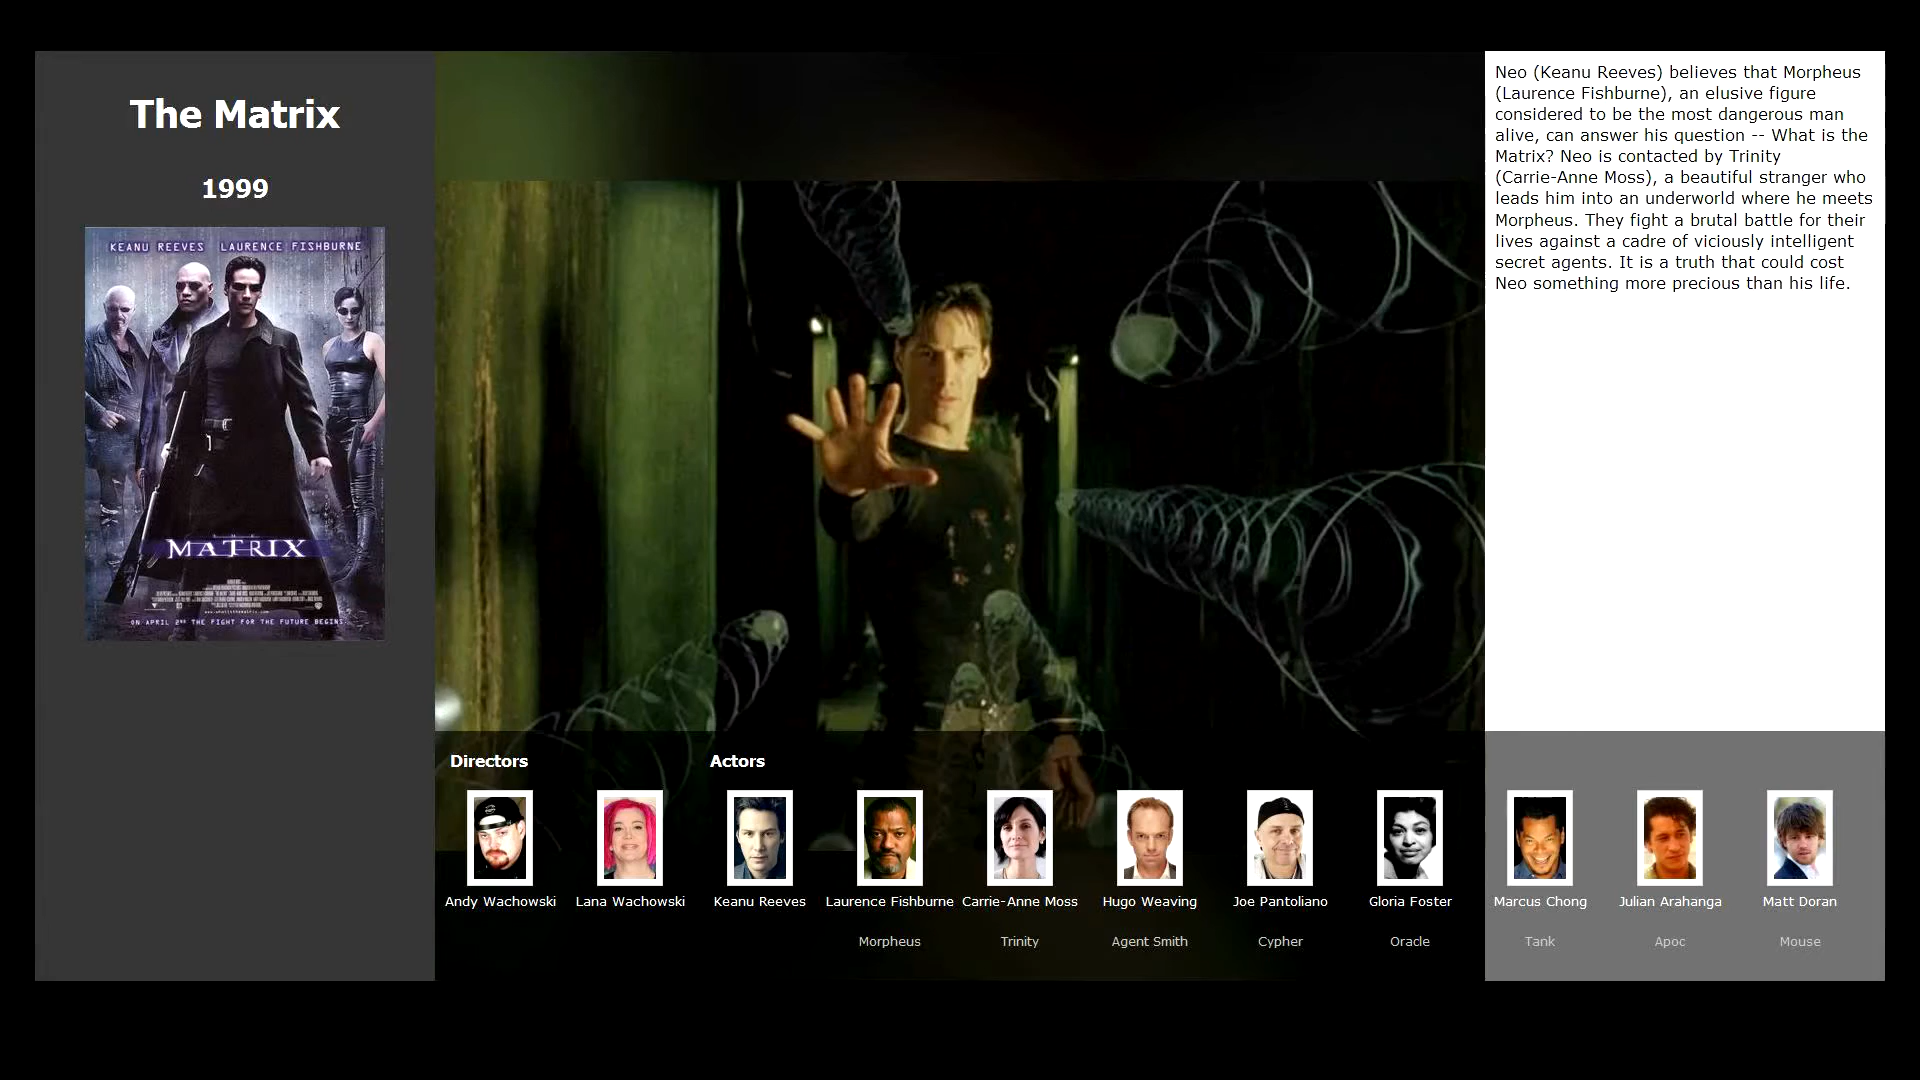 The Matrix
1999
KEANU REEVES LAURENCE FISHBURNE
THE
MATRIX
www.whatisthematrix.com
ON APRIL 2ND THE FIGHT FOR THE FUTURE BEGINS.
Neo (Keanu Reeves) believes that Morpheus
(Laurence Fishburne), an elusive figure
considered to be the most dangerous man
alive, can answer his question -- What is the
Matrix? Neo is contacted by Trinity
(Carrie-Anne Moss), a beautiful stranger who
leads him into an underworld where he meets
Morpheus. They fight a brutal battle for their
lives against a cadre of viciously intelligent
secret agents. It is a truth that could cost
Neo something more precious than his life.
Directors
Actors
Andy Wachowski
Lana Wachowski
Keanu Reeves
Laurence Fishburne
Carrie-Anne Moss
Hugo Weaving
Joe Pantoliano
Gloria Foster
Marcus Chong
Julian Arahanga
Matt Doran
Morpheus
Trinity
Agent Smith
Cypher
Oracle
Tank
Apoc
Mouse